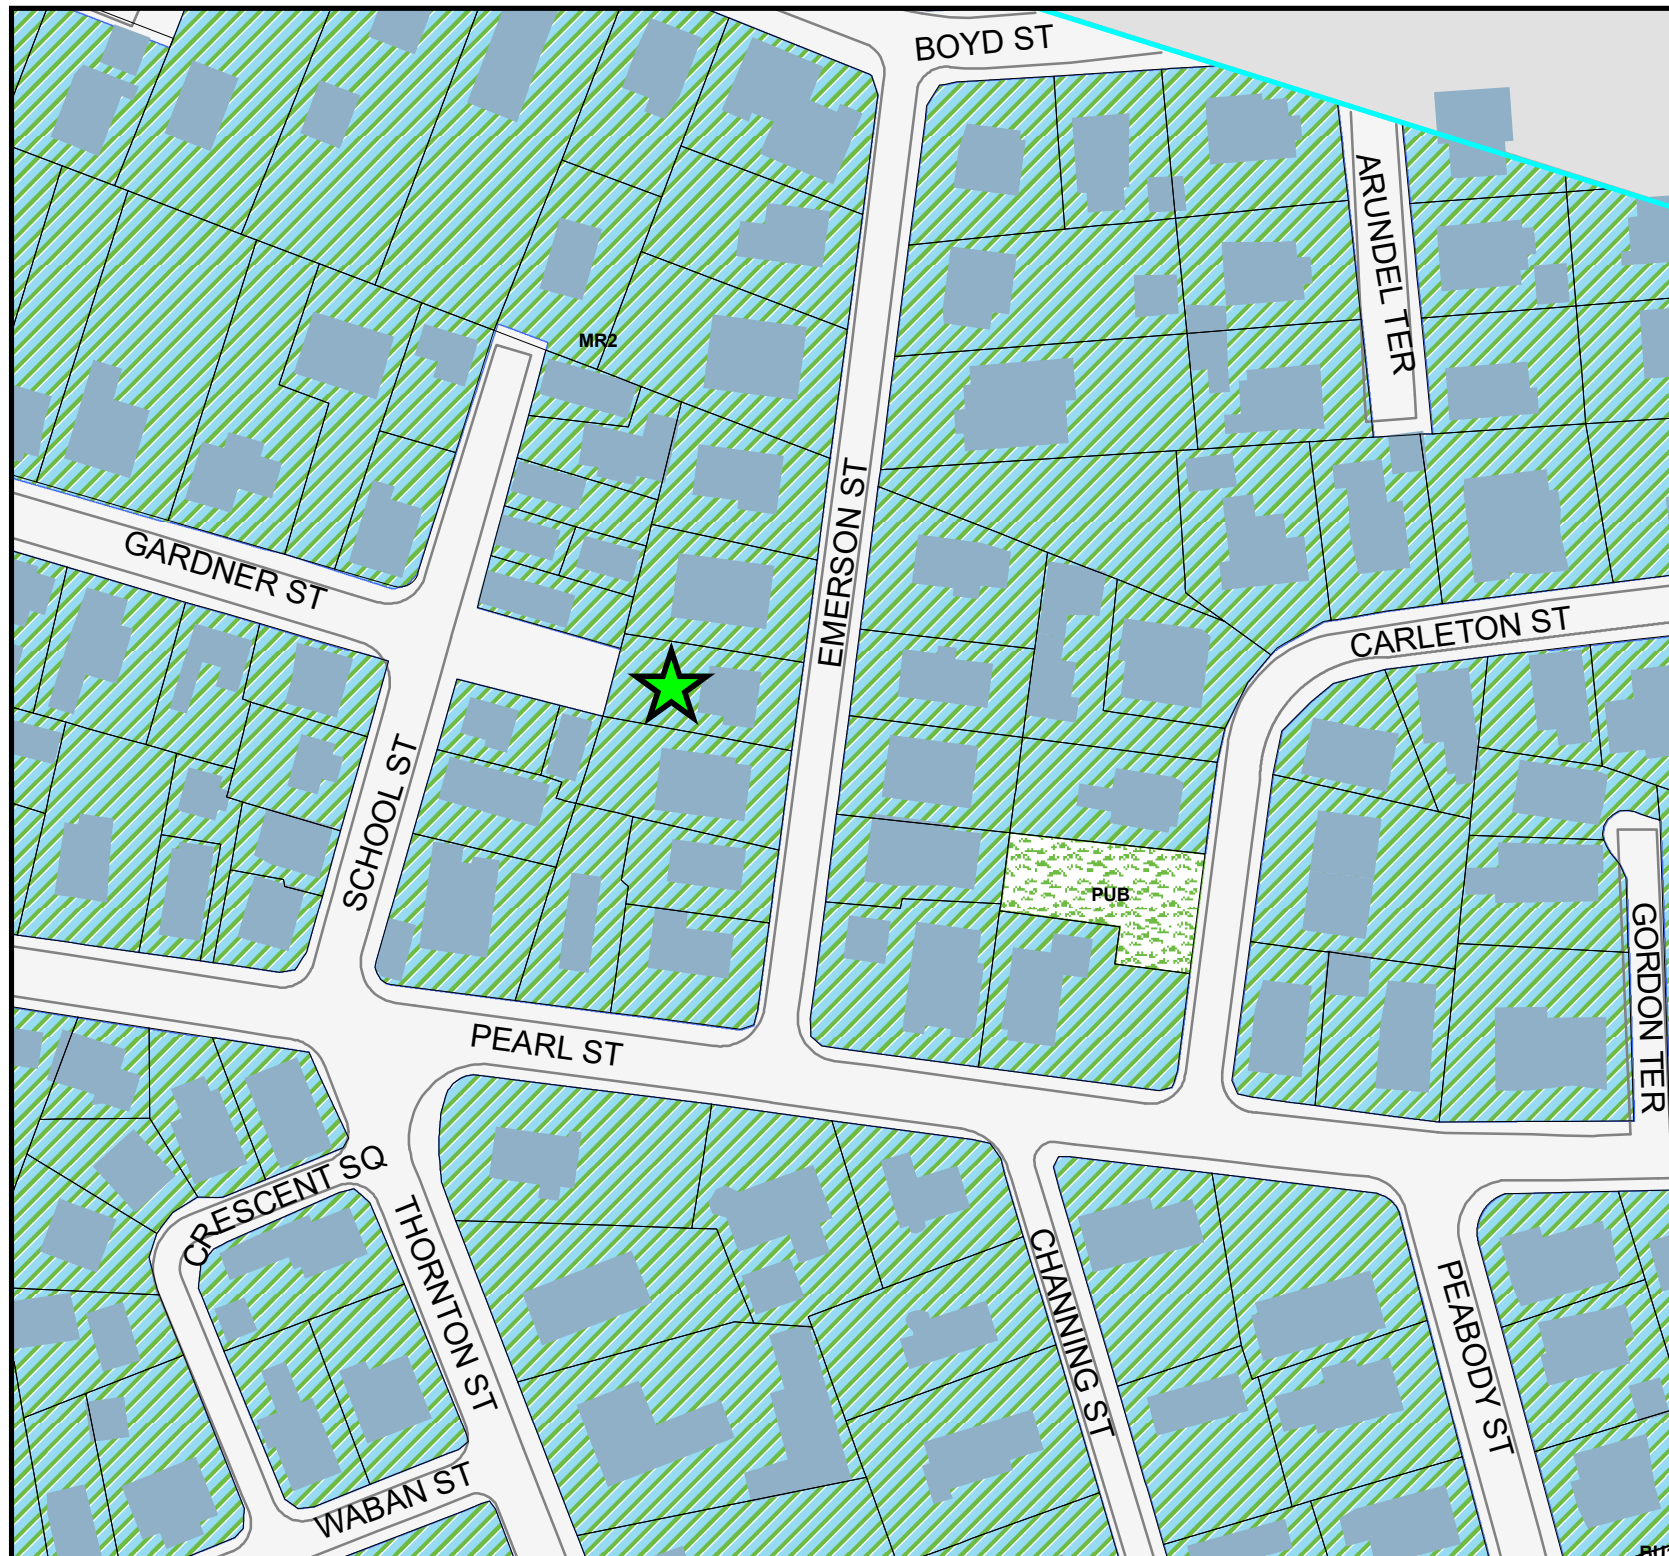 BOYD ST
ARUNDEL TER
MR2
EMERSON ST
GARDNER ST
CARLETON ST
SCHOOL ST
PUB
GORDON TER
PEARL ST
CRESCENT SQ
THORNTON ST
CHANNING ST
PEABODY ST
WABAN ST